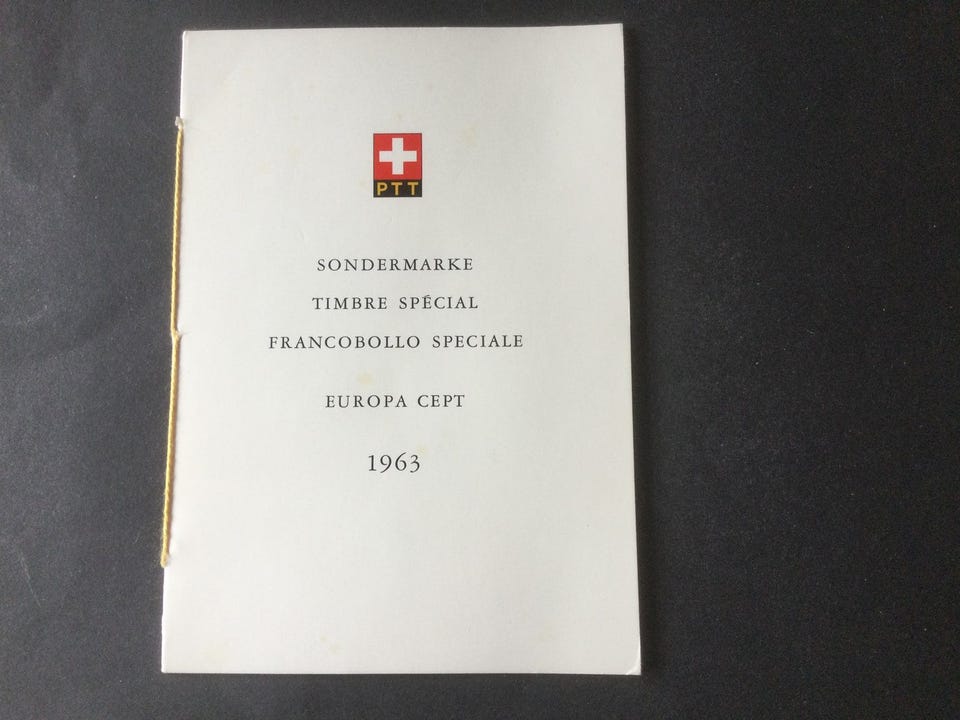 PTT
SONDERMARKE
TIMBRE SPÉCIAL
FRANCOBOLLO SPECIALE
EUROPA CEPT
1963